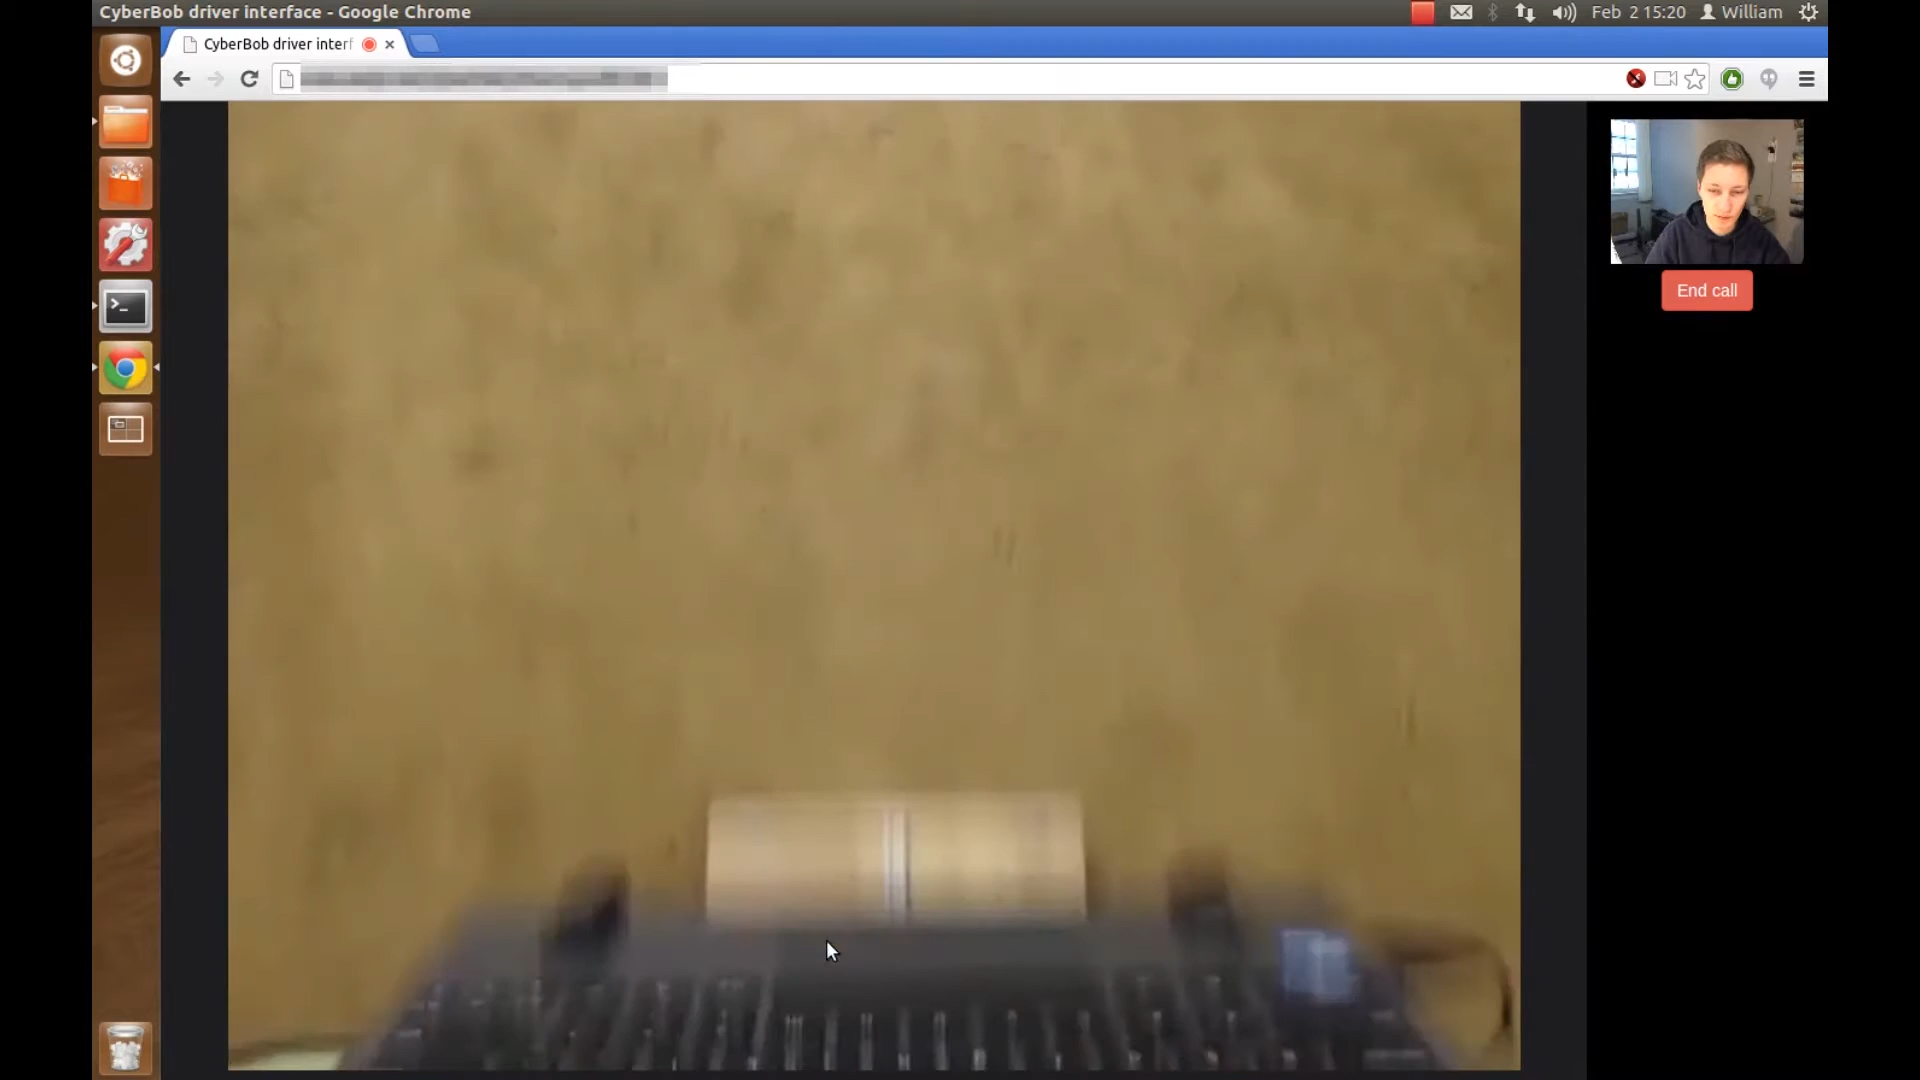 CyberBob driver interface - Google Chrome
Feb 2 15:20 William
CyberBob driver interf
End call